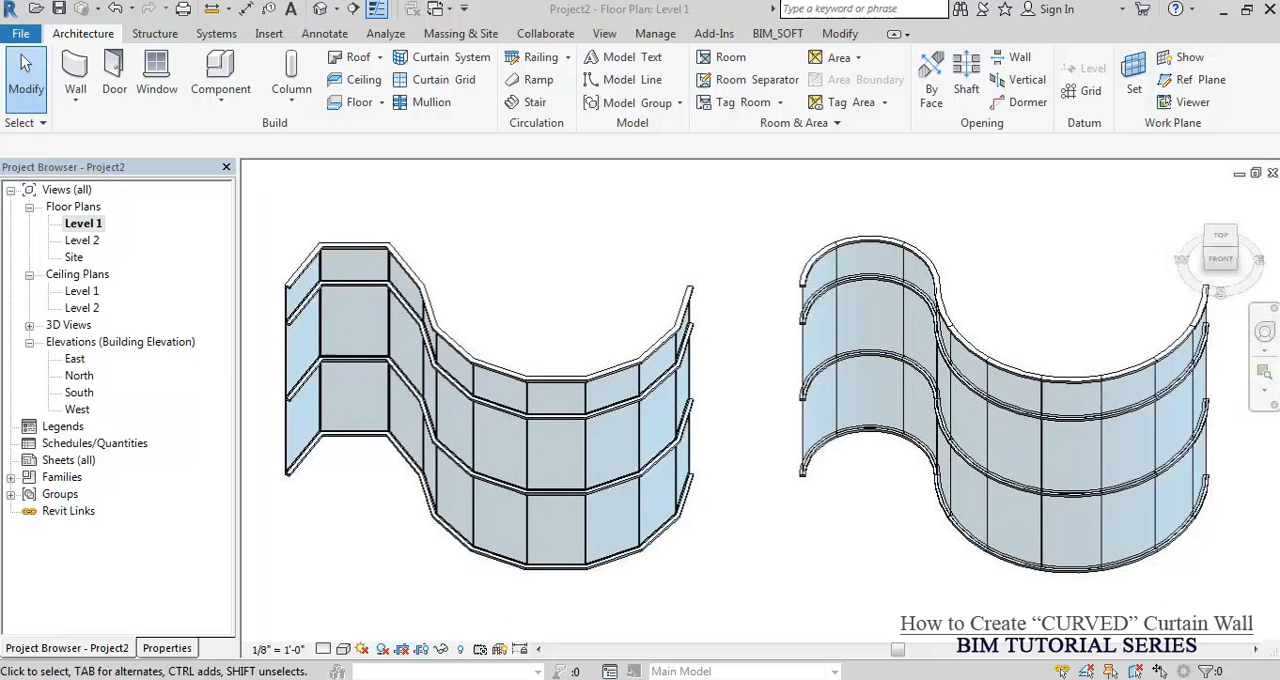 Project2 - Floor Plan: Level 1
Type a keyword or phrase
Sign In
File
Architecture
Structure
Systems
Insert
Annotate
Analyze
Massing & Site
Collaborate
View
Manage
Add-Ins
BIM_SOFT
Modify
Modify
Wall
Door
Window
Component
Column
Roof
Ceiling
Floor
Curtain System
Curtain Grid
Mullion
Railing
Ramp
Stair
Model Text
Model Line
Model Group
Room
Room Separator
Tag Room
Area
Area Boundary
Tag Area
By
Face
Shaft
Wall
Vertical
Dormer
Level
Grid
Set
Show
Ref Plane
Viewer
Select
Build
Circulation
Model
Room & Area
Opening
Datum
Work Plane
Project Browser - Project2
Views (all)
Floor Plans
Level 1
Level 2
Site
Ceiling Plans
Level 1
Level 2
3D Views
Elevations (Building Elevation)
East
North
South
West
Legends
Schedules/Quantities
Sheets (all)
Families
Groups
Revit Links
TOP
FRONT
W
E
S
How to Create “CURVED” Curtain Wall
BIM TUTORIAL SERIES
Project Browser - Project2
Properties
1/8" = 1'-0"
Click to select, TAB for alternates, CTRL adds, SHIFT unselects.
:0
Main Model
:0